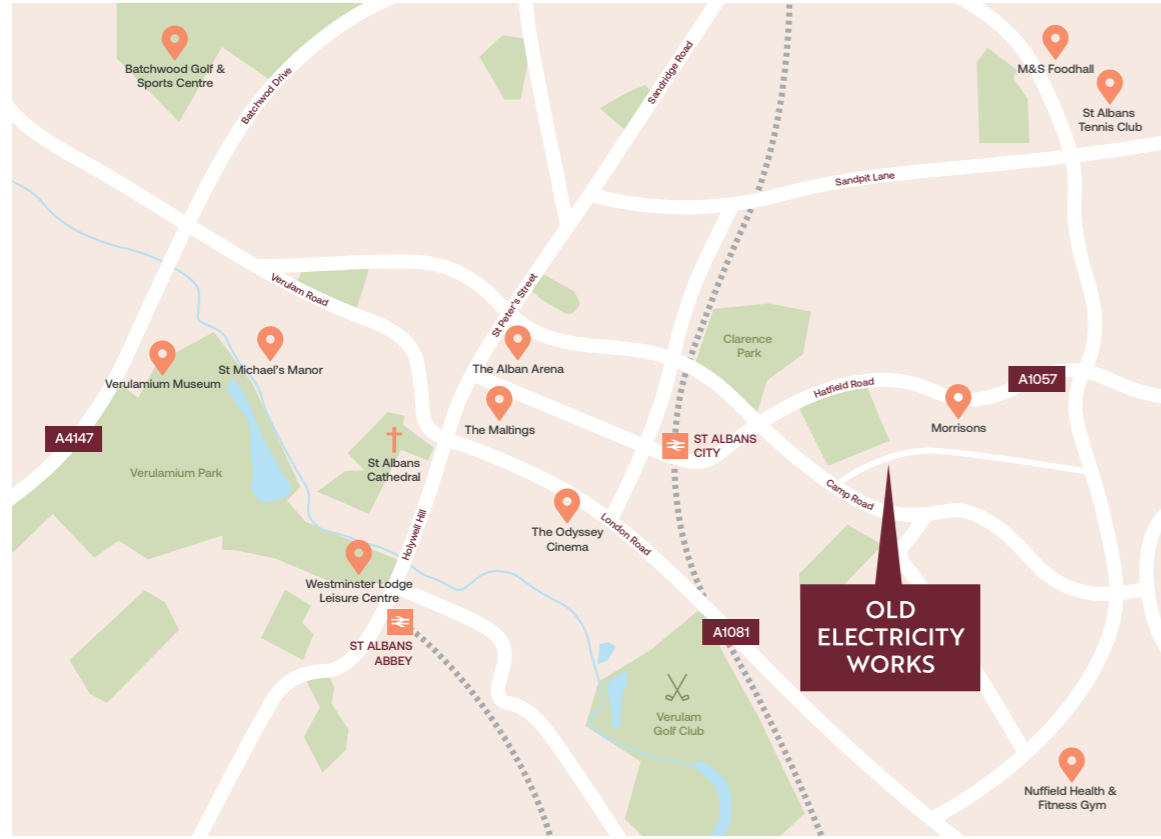 Batchwood Golf &
Sports Centre
Batchwod Drive
Sandridge Road
M&S Foodhall
St Albans
Tennis Club
Sandpit Lane
Verulam Road
St Peter's Street
Clarence
Park
Verulamium Museum
St Michael's Manor
The Alban Arena
A1057
Hatfield Road
The Maltings
Morrisons
A4147
ST ALBANS
CITY
Verulamium Park
St Albans
Cathedral
Camp Road
Holywell Hill
The Odyssey
Cinema
London Road
Westminster Lodge
Leisure Centre
OLD
ELECTRICITY
WORKS
ST ALBANS
ABBEY
A1081
Verulam
Golf Club
Nuffield Health &
Fitness Gym